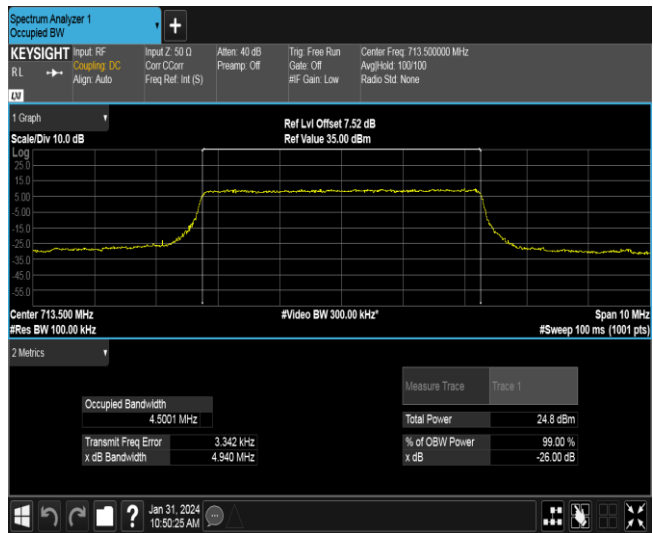 Spectrum Analyzer 1
Occupied BW
+
KEYSIGHT Input: RF Input Z: 50 Ω Atten: 40 dB Trig: Free Run Center Freq: 713.500000 MHz
RL Coupling: DC Corr CCorr Preamp: Off Gate: Off Avg|Hold: 100/100
Align: Auto Freq Ref: Int (S) #IF Gain: Low Radio Std: None
LXI
1 Graph
Ref Lvl Offset 7.52 dB
Scale/Div 10.0 dB Ref Value 35.00 dBm
Log
25.0
15.0
5.00
-5.00
-15.0
-25.0
-35.0
-45.0
-55.0
Center 713.500 MHz #Video BW 300.00 kHz* Span 10 MHz
#Res BW 100.00 kHz #Sweep 100 ms (1001 pts)
2 Metrics
Measure Trace Trace 1
Occupied Bandwidth
4.5001 MHz Total Power 24.8 dBm
Transmit Freq Error 3.342 kHz % of OBW Power 99.00 %
x dB Bandwidth 4.940 MHz x dB -26.00 dB
? Jan 31, 2024
10:50:25 AM